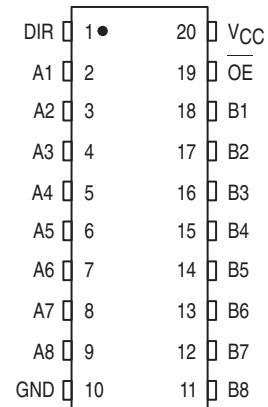 DIR 1 20 VCC
A1 2 19 OE
A2 3 18 B1
A3 4 17 B2
A4 5 16 B3
A5 6 15 B4
A6 7 14 B5
A7 8 13 B6
A8 9 12 B7
GND 10 11 B8